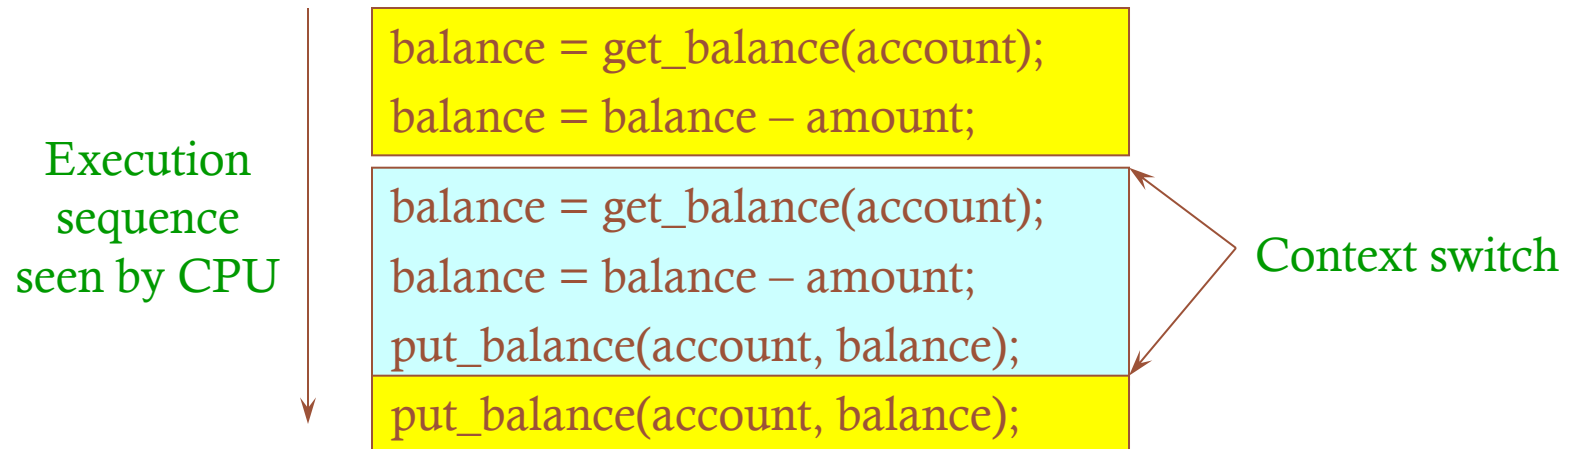 balance = get_balance(account);
balance = balance – amount;
Execution
sequence
seen by CPU
balance = get_balance(account);
balance = balance – amount;
put_balance(account, balance);
Context switch
put_balance(account, balance);